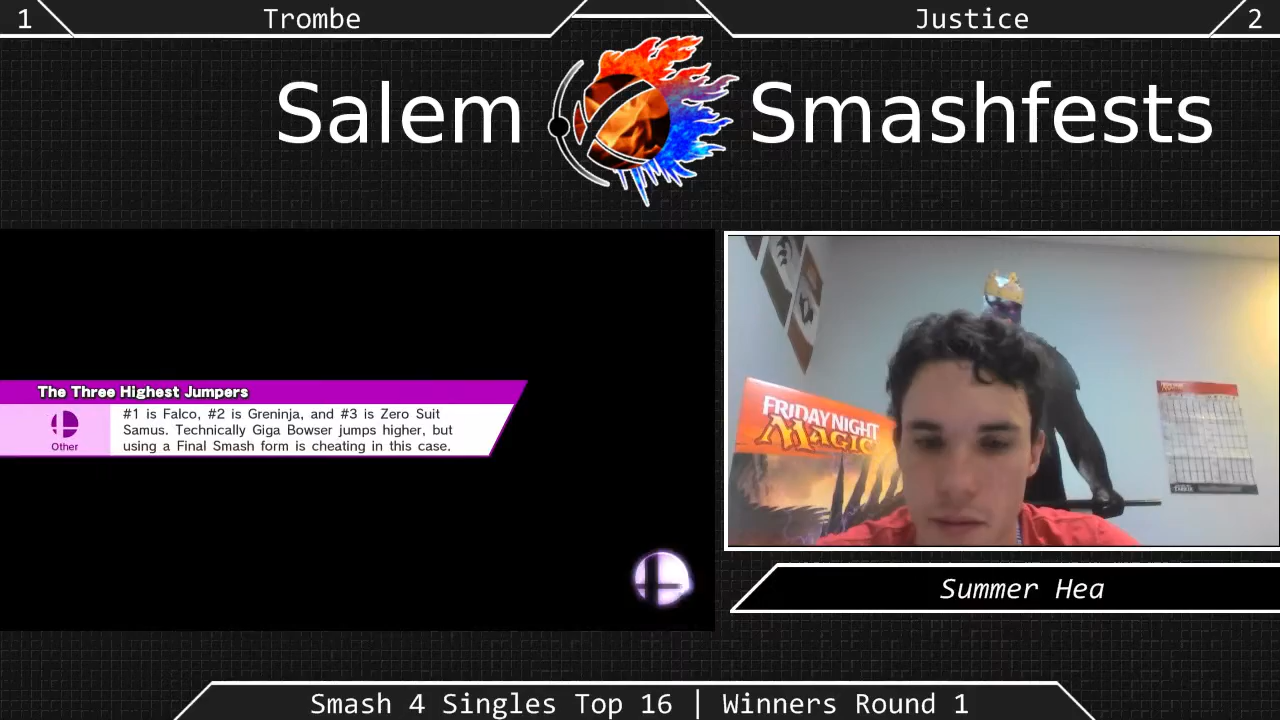 1
Trombe
Justice
2
Salem
Smashfests
The Three Highest Jumpers
#1 is Falco, #2 is Greninja, and #3 is Zero Suit
Samus. Technically Giga Bowser jumps higher, but
using a Final Smash form is cheating in this case.
Other
FRIDAY NIGHT
MAGIC
Summer Hea
Smash 4 Singles Top 16 | Winners Round 1